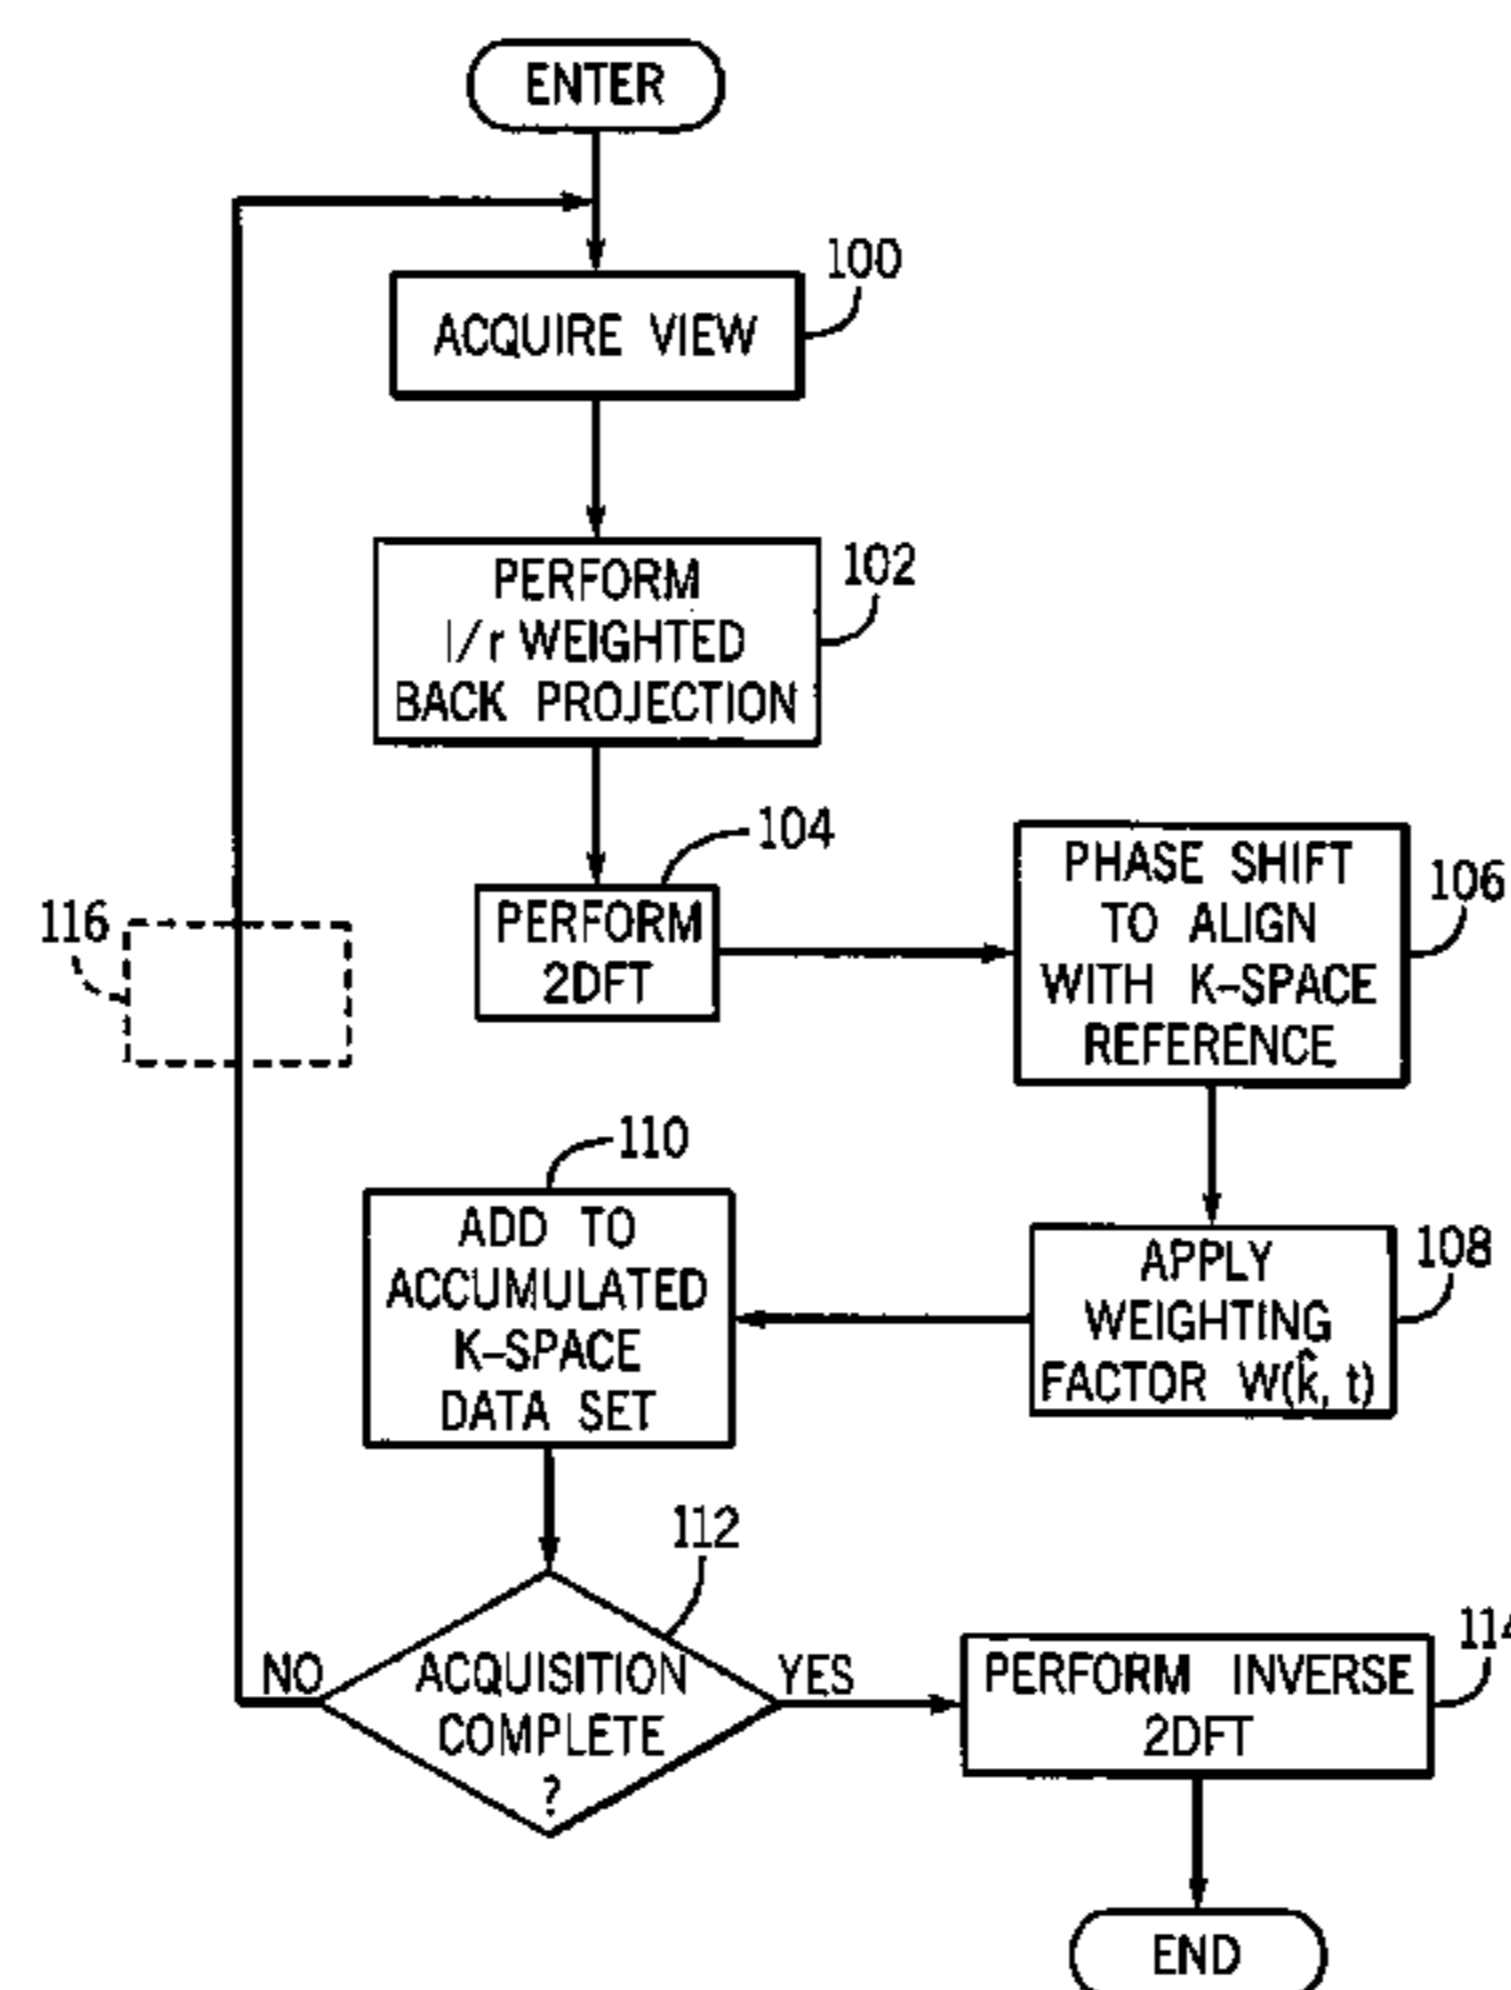 ENTER
100
ACQUIRE VIEW
102
PERFORM
1/r WEIGHTED
BACK PROJECTION
104
PERFORM
2DFT
PHASE SHIFT
TO ALIGN
WITH K-SPACE
REFERENCE
106
116
110
ADD TO
ACCUMULATED
K-SPACE
DATA SET
APPLY
WEIGHTING
FACTOR W(k̂, t)
108
112
NO
ACQUISITION
COMPLETE
?
YES
PERFORM INVERSE
2DFT
114
END